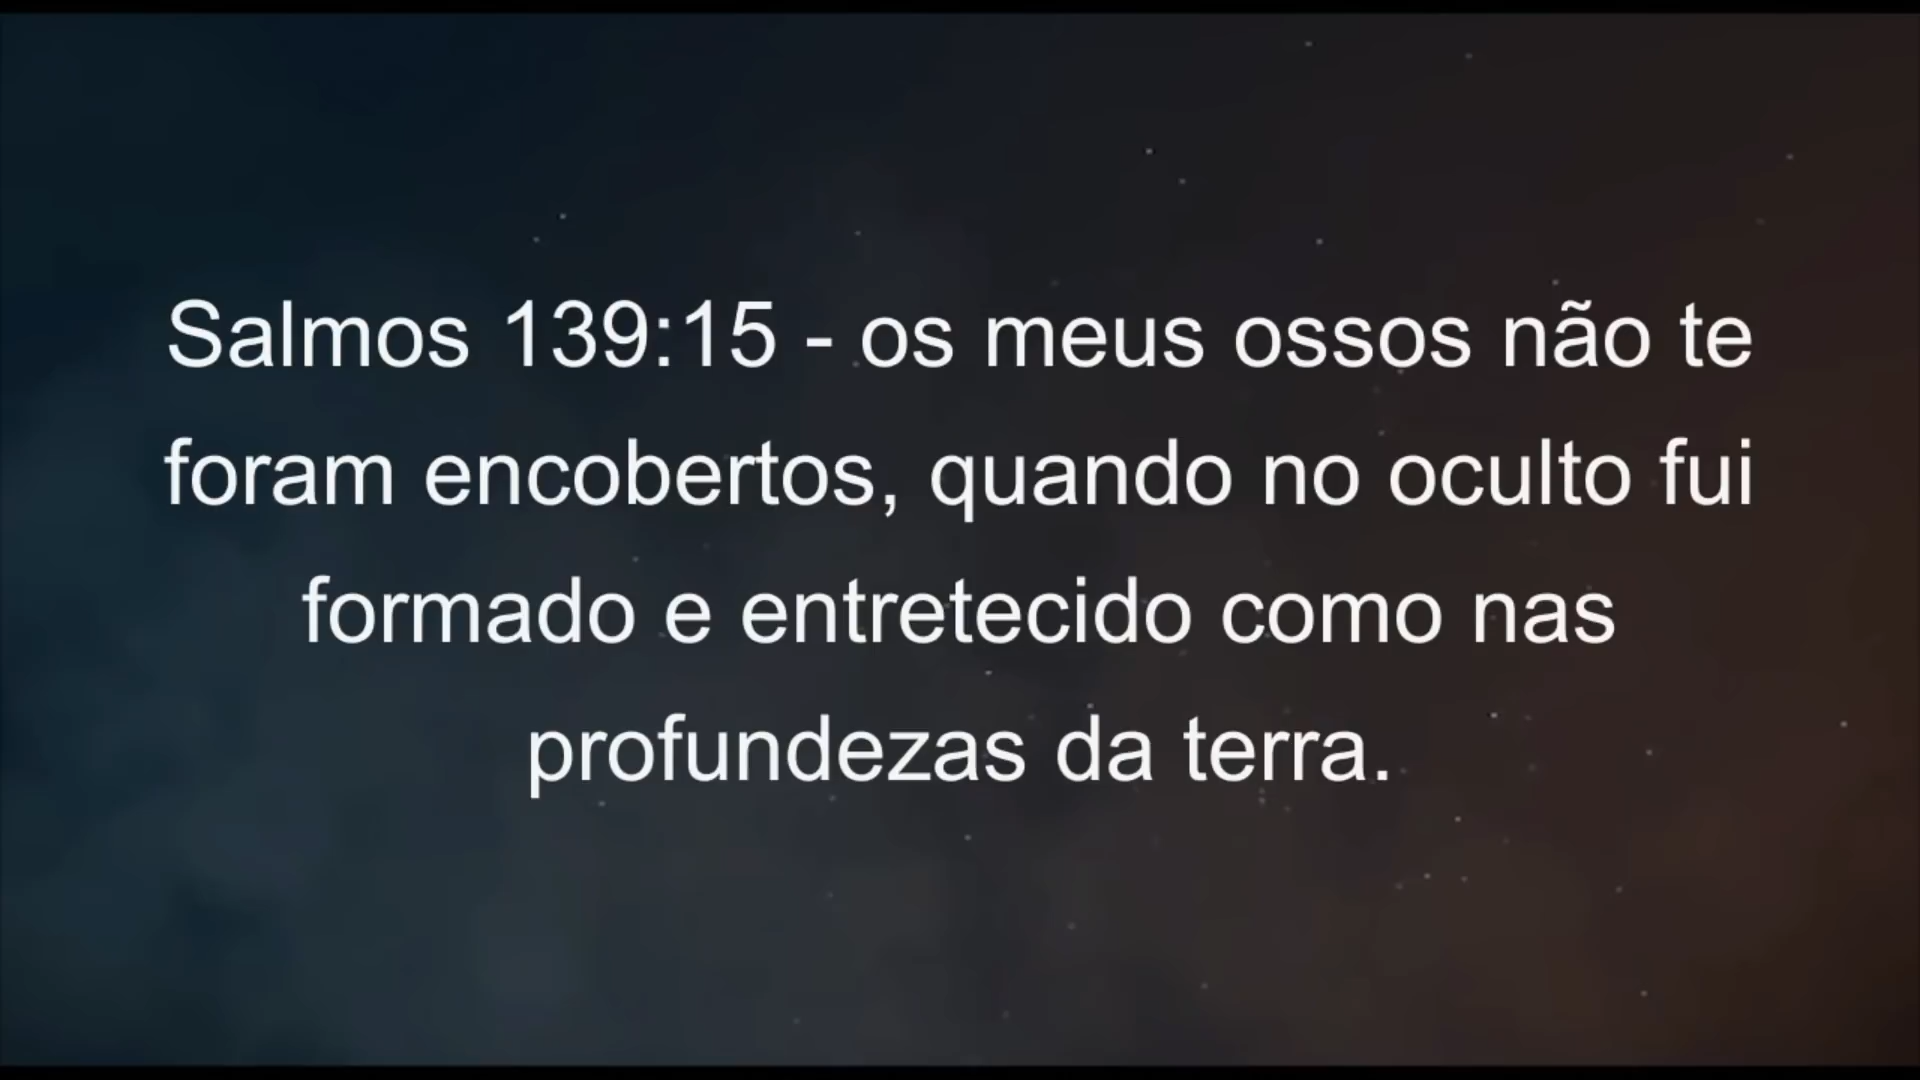 Salmos 139:15 - os meus ossos não te
foram encobertos, quando no oculto fui
formado e entretecido como nas
profundezas da terra.